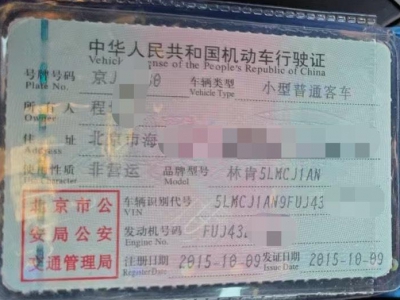 中华人民共和国机动车行驶证
Vehicle License of the People's Republic of China
号牌号码 京J 8 车辆类型 小型普通客车
Plate No. Vehicle Type
所有人 程
Owner
住址 北京市海
Address
使用性质 非营运 品牌型号 林肯5LMCJ1AN
Use Character Model
北京市公
安局公安
交通管理局
车辆识别代号 5LMCJ1AN9FUJ43
VIN
发动机号码 FUJ43
Engine No.
注册日期 2015-10-09 发证日期 2015-10-09
Register Date Issue Date